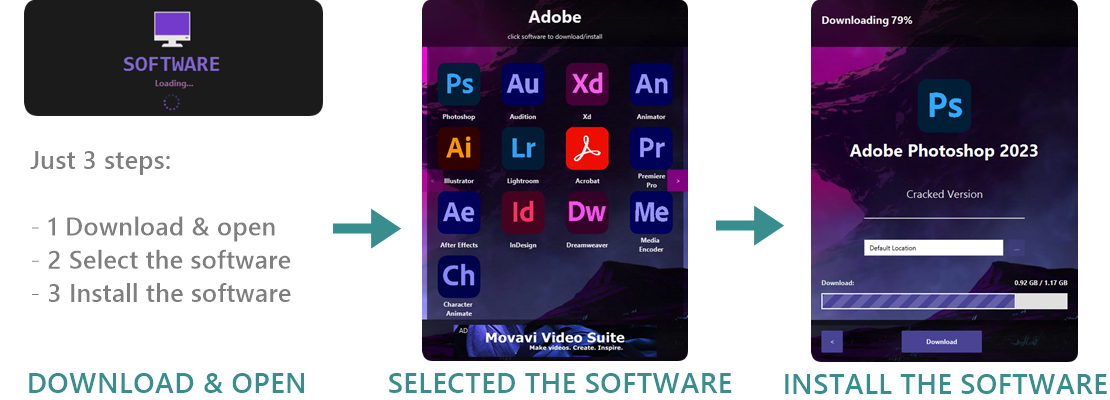 SOFTWARE
Loading...
Just 3 steps:
- 1 Download & open
- 2 Select the software
- 3 Install the software
DOWNLOAD & OPEN
Adobe
click software to download/install
Ps Au Xd An
Photoshop Audition Xd Animator
Ai Lr Pr
Illustrator Lightroom Acrobat Premiere
Pro
< >
Ae Id Dw Me
After Effects InDesign Dreamweaver Media
Encoder
Ch
Character
Animate
AD
Movavi Video Suite
Make videos. Create. Inspire.
SELECTED THE SOFTWARE
Downloading 79%
Ps
Adobe Photoshop 2023
Cracked Version
Default Location ...
Download: 0.92 GB / 1.17 GB
< Download
INSTALL THE SOFTWARE